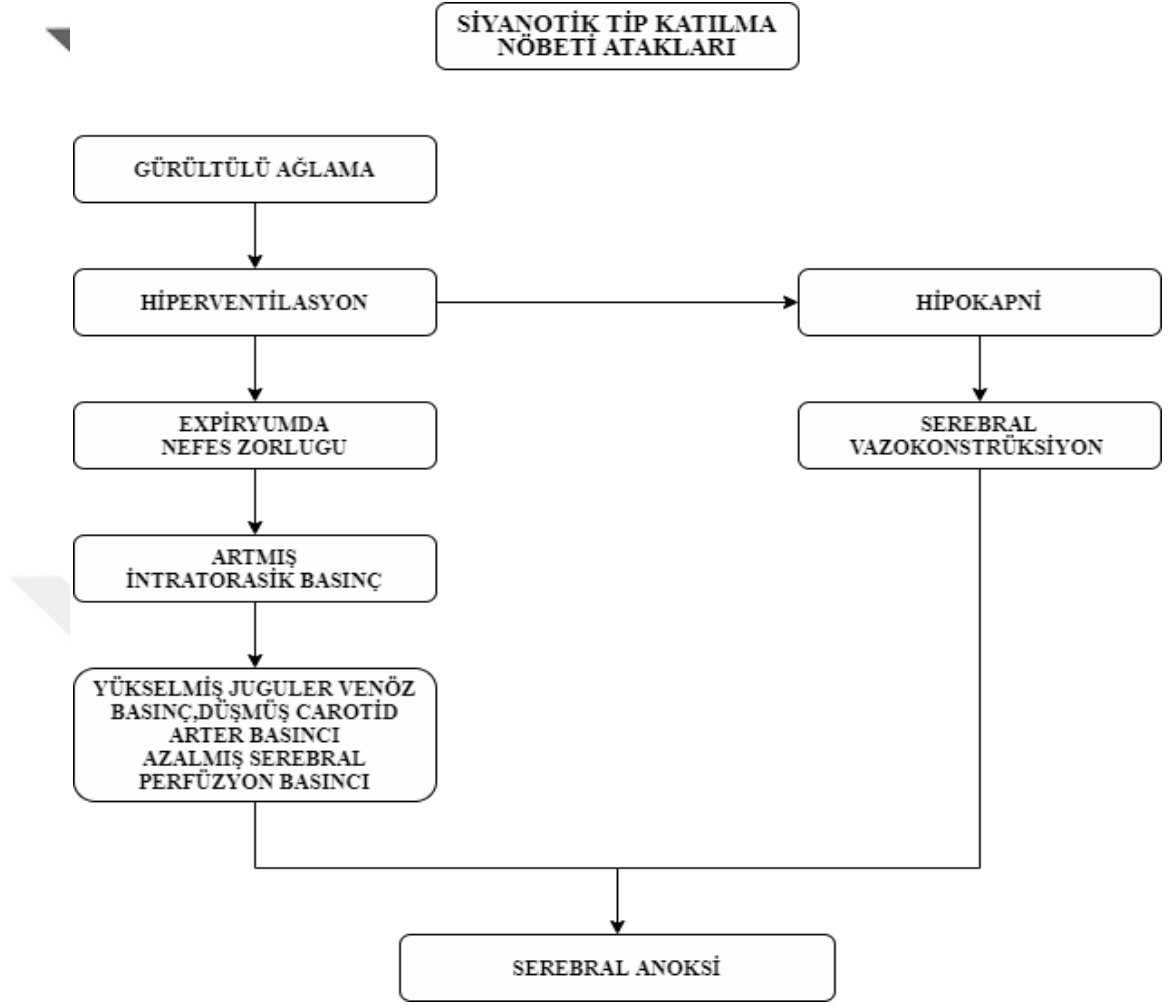 SİYANOTİK TİP KATILMA
NÖBETİ ATAKLARI
GÜRÜLTÜLÜ AĞLAMA
HİPERVENTİLASYON
HİPOKAPNİ
EXPİRYUMDA
NEFES ZORLUGU
SEREBRAL
VAZOKONSTRÜKSİYON
ARTMIŞ
İNTRATORASİK BASINÇ
YÜKSELMİŞ JUGULER VENÖZ
BASINÇ,DÜŞMÜŞ CAROTİD
ARTER BASINCI
AZALMIŞ SEREBRAL
PERFÜZYON BASINCI
SEREBRAL ANOKSİ